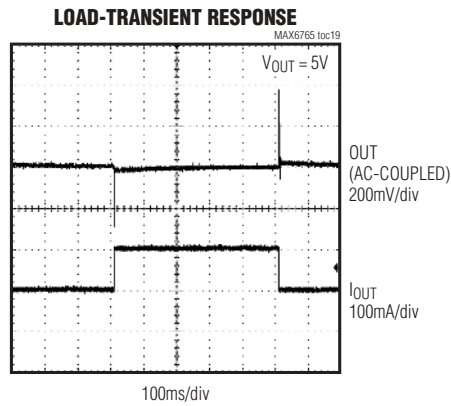 LOAD-TRANSIENT RESPONSE
MAX6765 toc19
VOUT = 5V
OUT
(AC-COUPLED)
200mV/div
IOUT
100mA/div
100ms/div